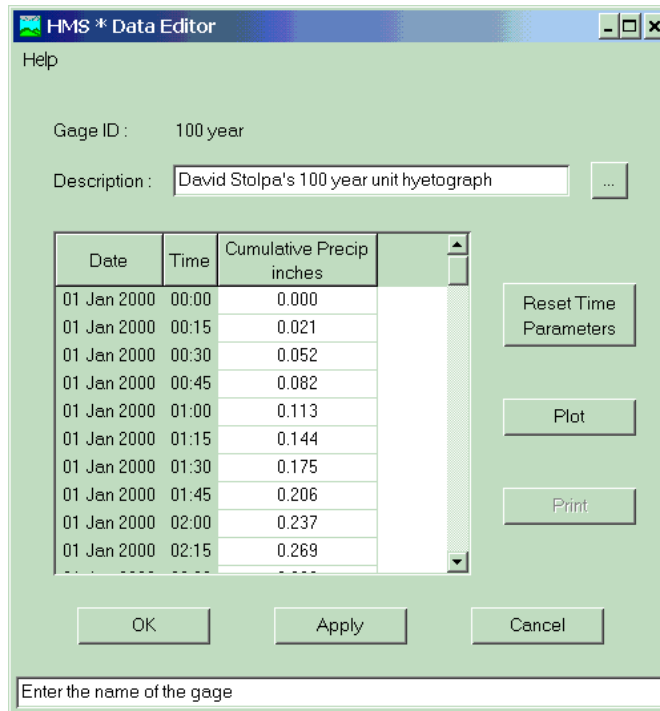 HMS * Data Editor
Help
Gage ID : 100 year
Description : David Stolpa's 100 year unit hyetograph ...
Date Time Cumulative Precip inches
01 Jan 2000 00:00 0.000
01 Jan 2000 00:15 0.021
01 Jan 2000 00:30 0.052
01 Jan 2000 00:45 0.082
01 Jan 2000 01:00 0.113
01 Jan 2000 01:15 0.144
01 Jan 2000 01:30 0.175
01 Jan 2000 01:45 0.206
01 Jan 2000 02:00 0.237
01 Jan 2000 02:15 0.269
Reset Time
Parameters
Plot
Print
OK Apply Cancel
Enter the name of the gage